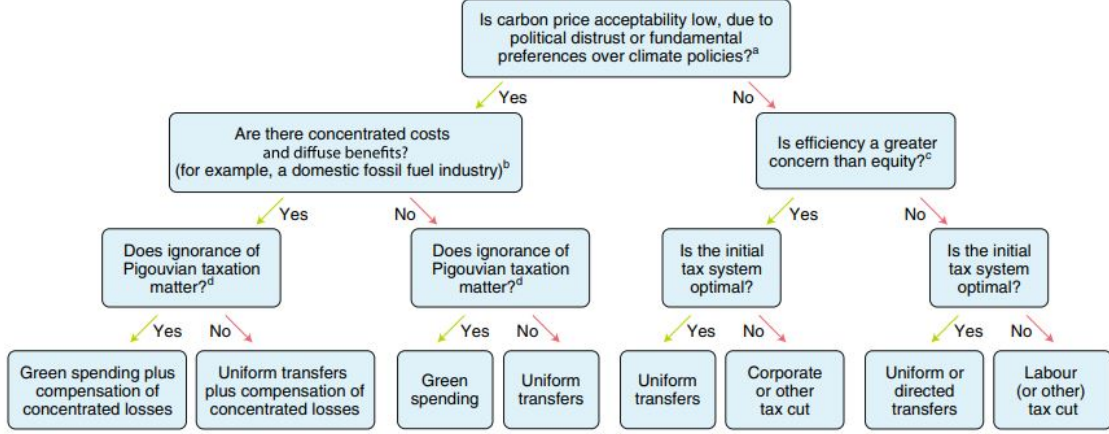 Is carbon price acceptability low, due to
political distrust or fundamental
preferences over climate policies?ᵃ
Yes
No
Are there concentrated costs
and diffuse benefits?
(for example, a domestic fossil fuel industry)ᵇ
Is efficiency a greater
concern than equity?ᶜ
Yes
No
Yes
No
Does ignorance of
Pigouvian taxation
matter?ᵈ
Does ignorance of
Pigouvian taxation
matter?ᵈ
Is the initial
tax system
optimal?
Is the initial
tax system
optimal?
Yes
No
Yes
No
Yes
No
Yes
No
Green spending plus
compensation of
concentrated losses
Uniform transfers
plus compensation of
concentrated losses
Green
spending
Uniform
transfers
Uniform
transfers
Corporate
or other
tax cut
Uniform or
directed
transfers
Labour
(or other)
tax cut